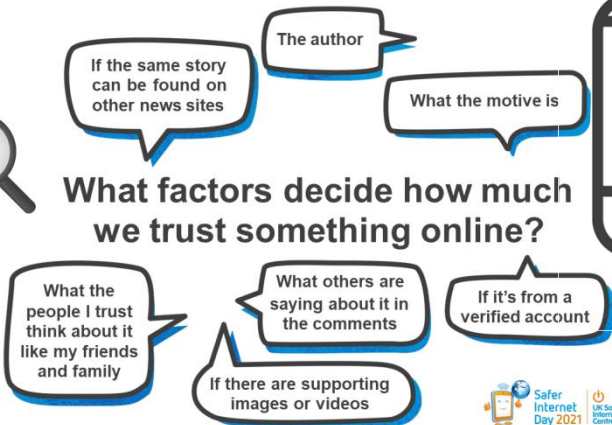 The author
If the same story
can be found on
other news sites
What the motive is
What factors decide how much
we trust something online?
What the
people I trust
think about it
like my friends
and family
What others are
saying about it in
the comments
If it's from a
verified account
If there are supporting
images or videos
Safer
Internet
Day 2021
UK